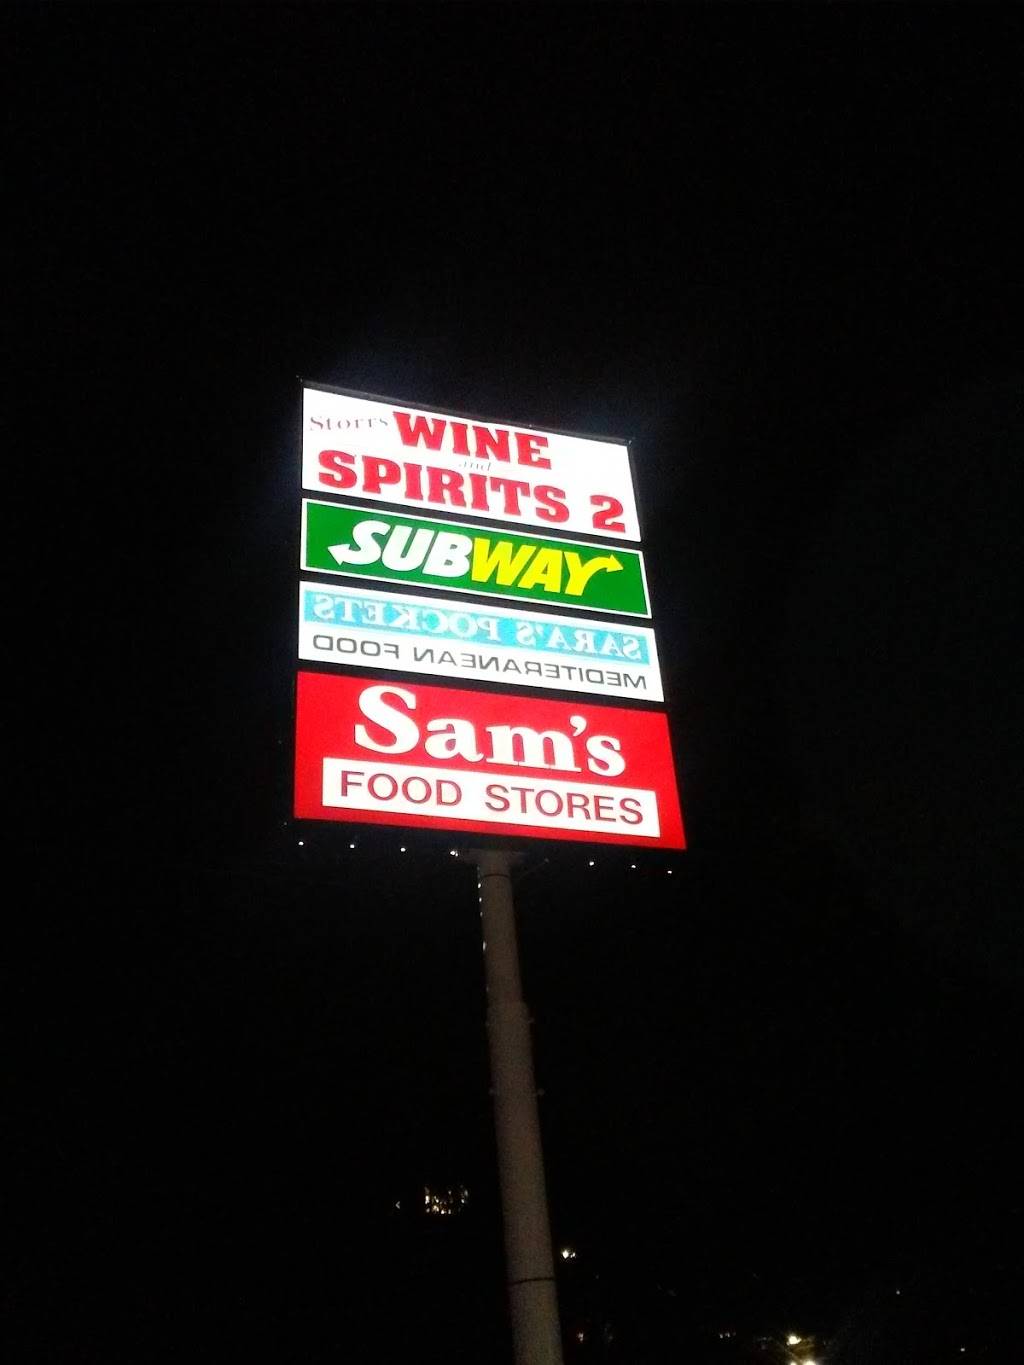 Storrs WINE
and
SPIRITS 2
SUBWAY
SARA'S POCKETS
MEDITERANEAN FOOD
Sam's
FOOD STORES